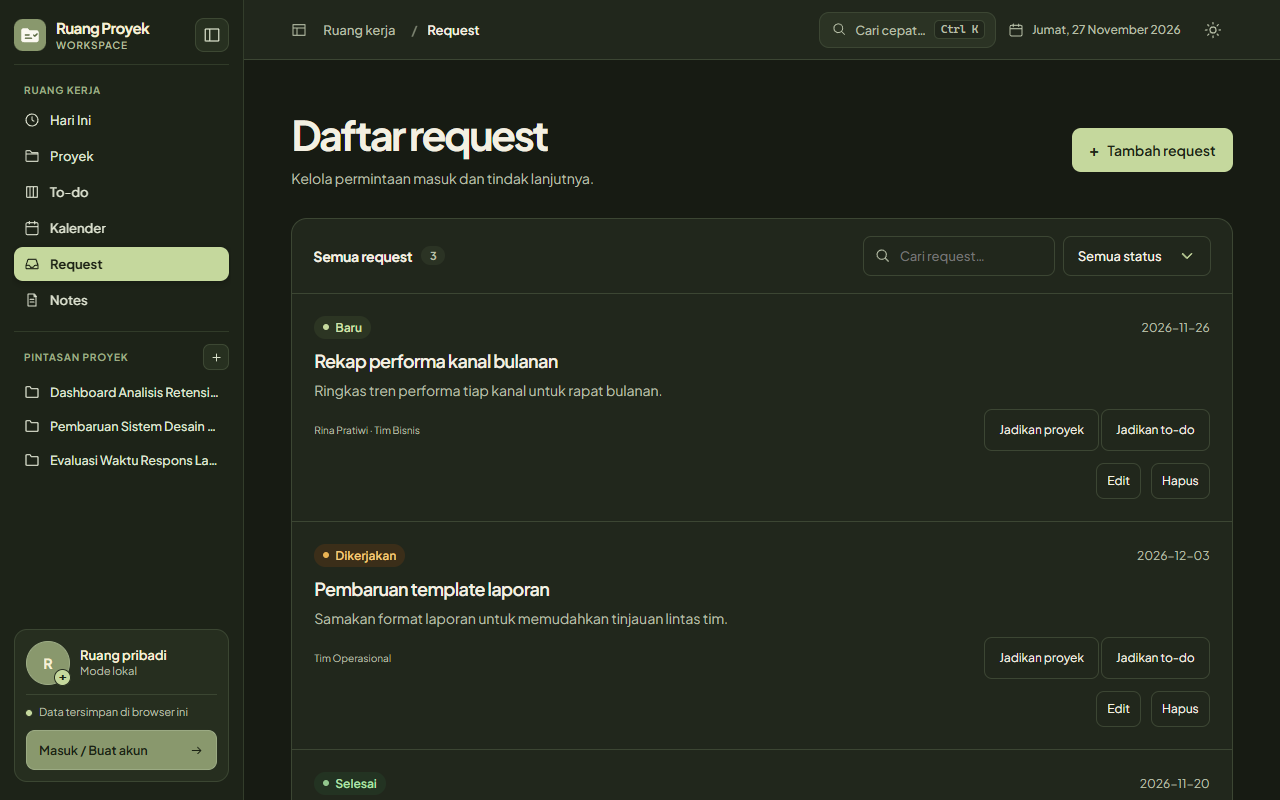 Ruang Proyek
WORKSPACE
RUANG KERJA
Hari Ini
Proyek
To-do
Kalender
Request
Notes
PINTASAN PROYEK
+
Dashboard Analisis Retensi...
Pembaruan Sistem Desain ...
Evaluasi Waktu Respons La...
R
+
Ruang pribadi
Mode lokal
Data tersimpan di browser ini
Masuk / Buat akun →
Ruang kerja / Request
Cari cepat... Ctrl K
Jumat, 27 November 2026
Daftar request
Kelola permintaan masuk dan tindak lanjutnya.
+ Tambah request
Semua request 3
Cari request...
Semua status
Baru
2026-11-26
Rekap performa kanal bulanan
Ringkas tren performa tiap kanal untuk rapat bulanan.
Rina Pratiwi · Tim Bisnis
Jadikan proyek
Jadikan to-do
Edit
Hapus
Dikerjakan
2026-12-03
Pembaruan template laporan
Samakan format laporan untuk memudahkan tinjauan lintas tim.
Tim Operasional
Jadikan proyek
Jadikan to-do
Edit
Hapus
Selesai
2026-11-20